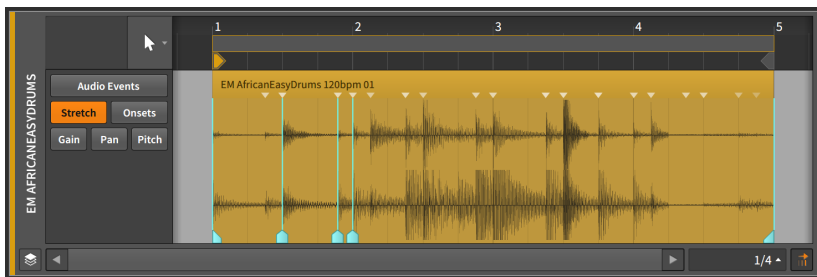 1 2 3 4 5
EM AFRICANEASYDRUMS
Audio Events
Stretch Onsets
Gain Pan Pitch
EM AfricanEasyDrums 120bpm 01
1/4